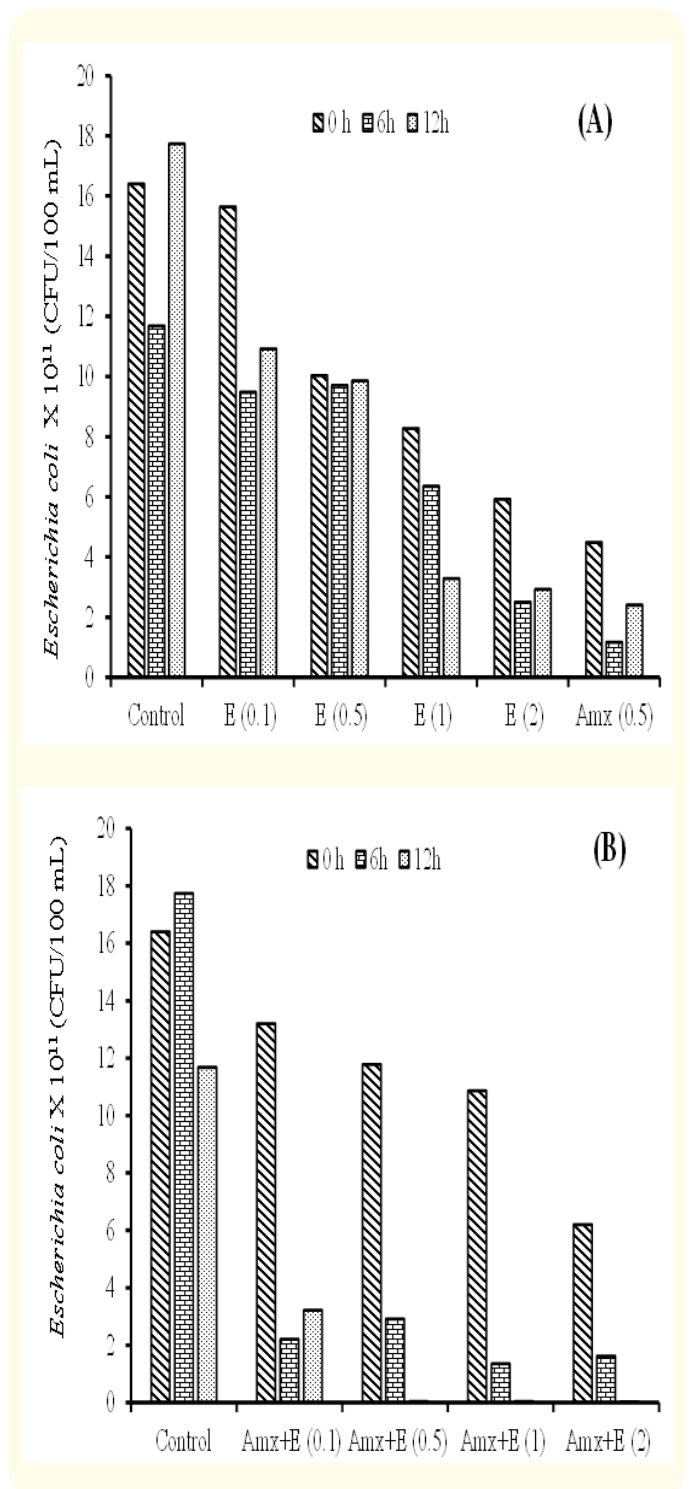 20
18
16
14
12
10
8
6
4
2
0
Escherichia coli X 10¹¹ (CFU/100 mL)
0 h 6h 12h
(A)
Control E (0.1) E (0.5) E (1) E (2) Amx (0.5)
20
18
16
14
12
10
8
6
4
2
0
Escherichia coli X 10¹¹ (CFU/100 mL)
0 h 6h 12h
(B)
Control Amx+E (0.1) Amx+E (0.5) Amx+E (1) Amx+E (2)